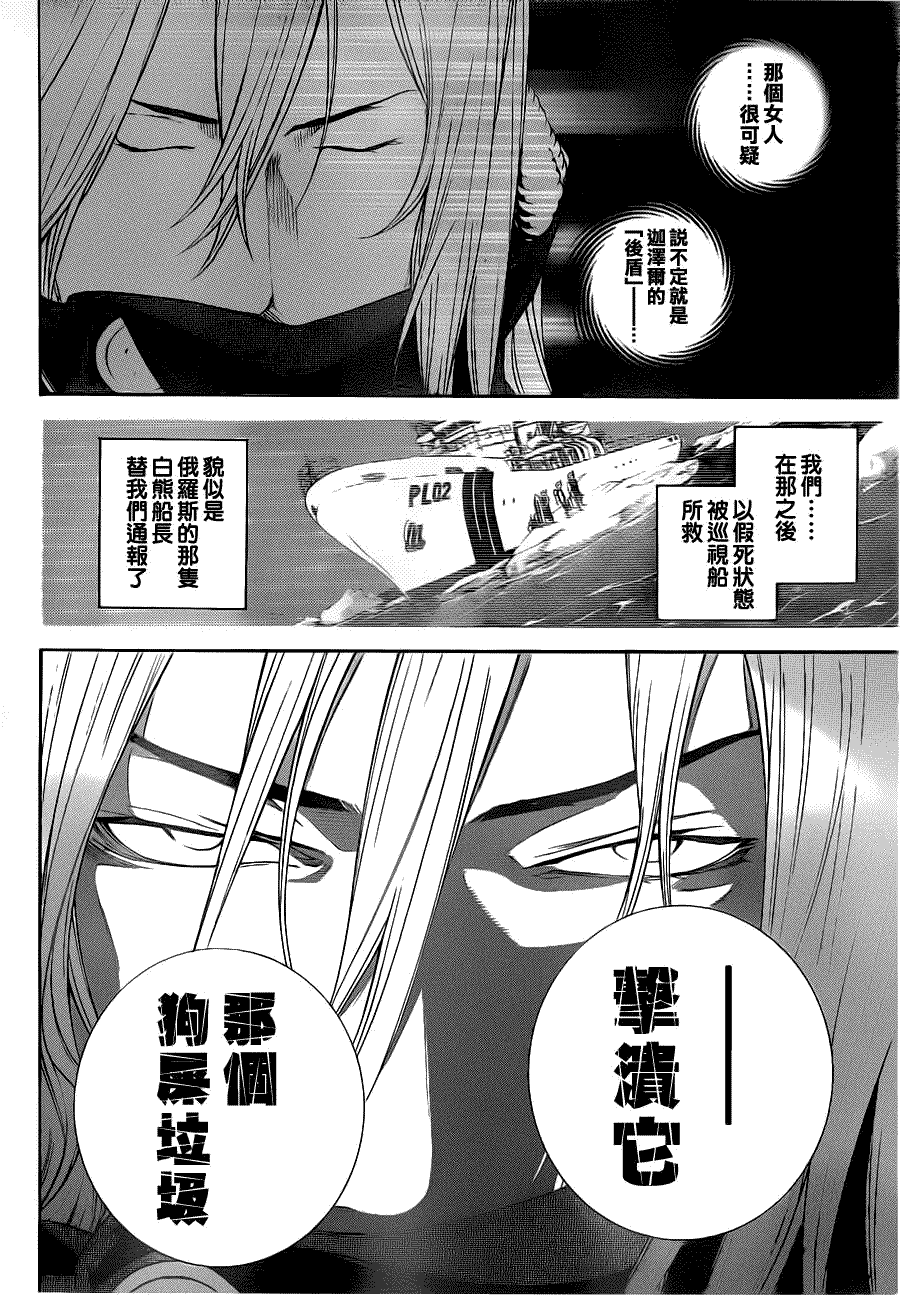 那個女人
……很可疑
說不定就是
迦澤爾的
『後盾』——…
我們……
在那之後
以假死狀態
被巡視船
所救
PL02
貌似是
俄羅斯的那隻
白熊船長
替我們通報了
——擊潰它
那個
狗屎垃圾